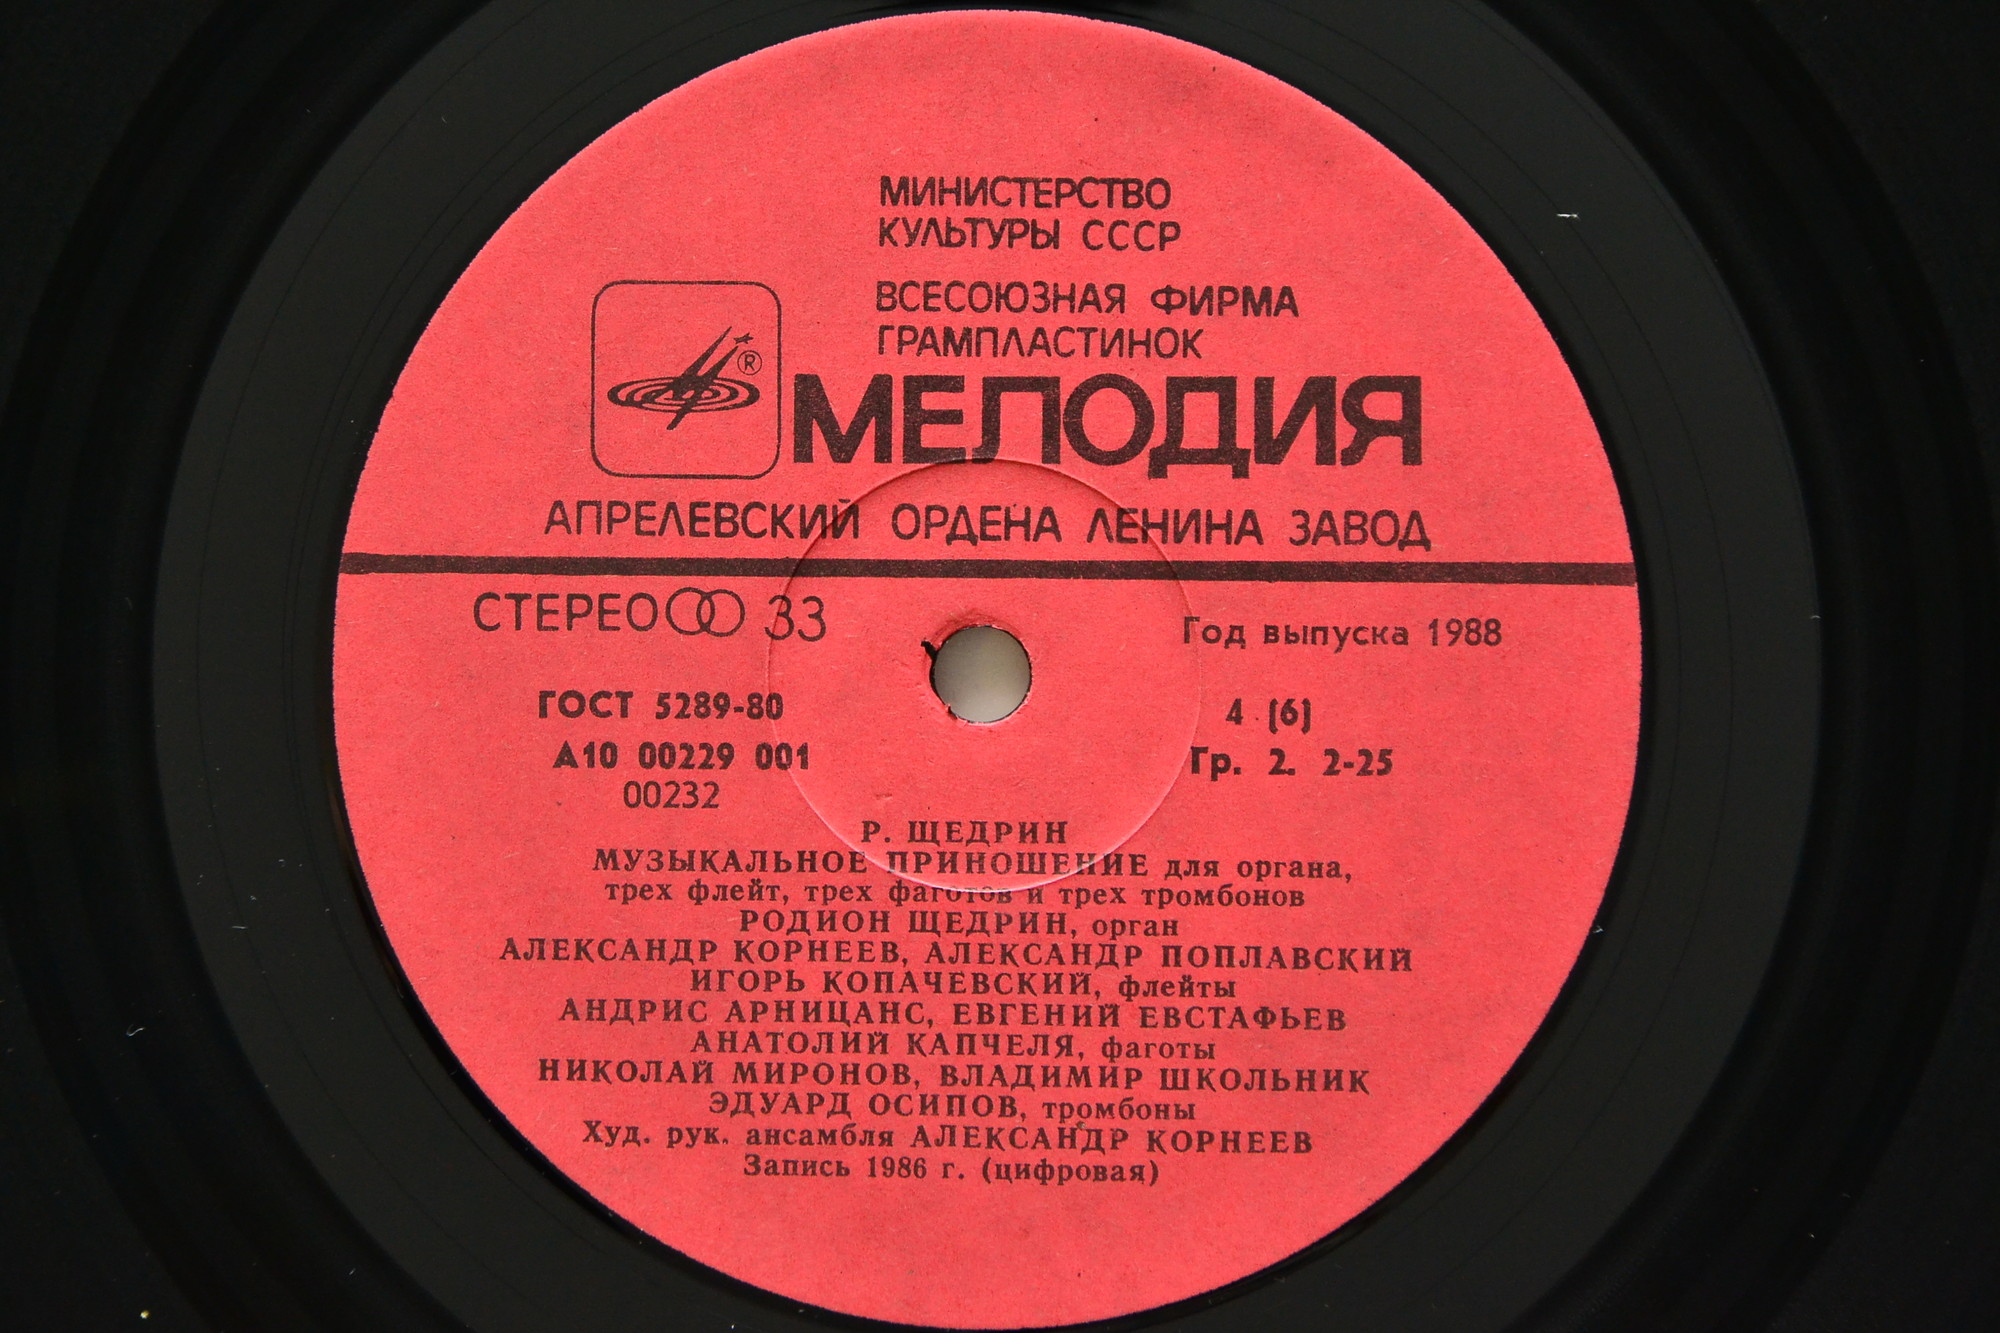 МИНИСТЕРСТВО
КУЛЬТУРЫ СССР
ВСЕСОЮЗНАЯ ФИРМА
ГРАМПЛАСТИНОК
®
МЕЛОДИЯ
АПРЕЛЕВСКИЙ ОРДЕНА ЛЕНИНА ЗАВОД
СТЕРЕО 33
Год выпуска 1988
ГОСТ 5289-80
4 (6)
А10 00229 001
Гр. 2. 2-25
00232
Р. ЩЕДРИН
МУЗЫКАЛЬНОЕ ПРИНОШЕНИЕ для органа,
трех флейт, трех фаготов и трех тромбонов
РОДИОН ЩЕДРИН, орган
АЛЕКСАНДР КОРНЕЕВ, АЛЕКСАНДР ПОПЛАВСКИЙ
ИГОРЬ КОПАЧЕВСКИЙ, флейты
АНДРИС АРНИЦАНС, ЕВГЕНИЙ ЕВСТАФЬЕВ
АНАТОЛИЙ КАПЧЕЛЯ, фаготы
НИКОЛАЙ МИРОНОВ, ВЛАДИМИР ШКОЛЬНИК
ЭДУАРД ОСИПОВ, тромбоны
Худ. рук. ансамбля АЛЕКСАНДР КОРНЕЕВ
Запись 1986 г. (цифровая)